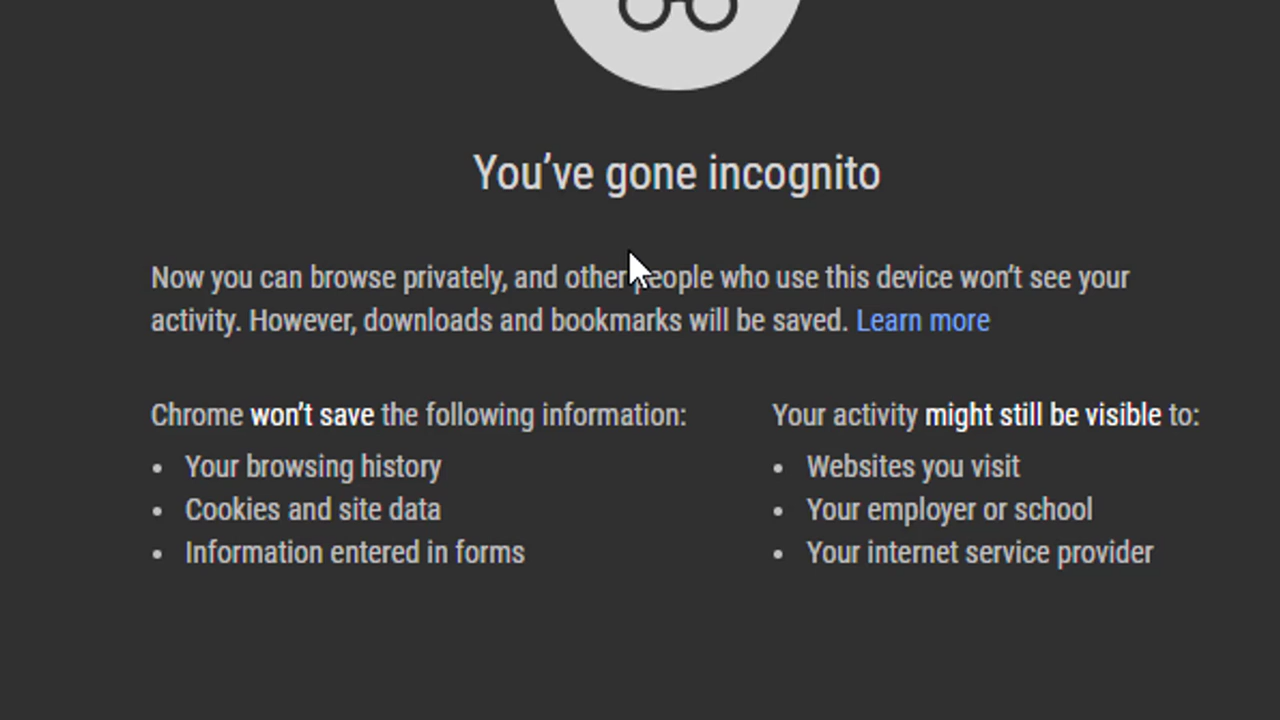 You've gone incognito
Now you can browse privately, and other people who use this device won't see your
activity. However, downloads and bookmarks will be saved. Learn more
Chrome won't save the following information:
• Your browsing history
• Cookies and site data
• Information entered in forms
Your activity might still be visible to:
• Websites you visit
• Your employer or school
• Your internet service provider